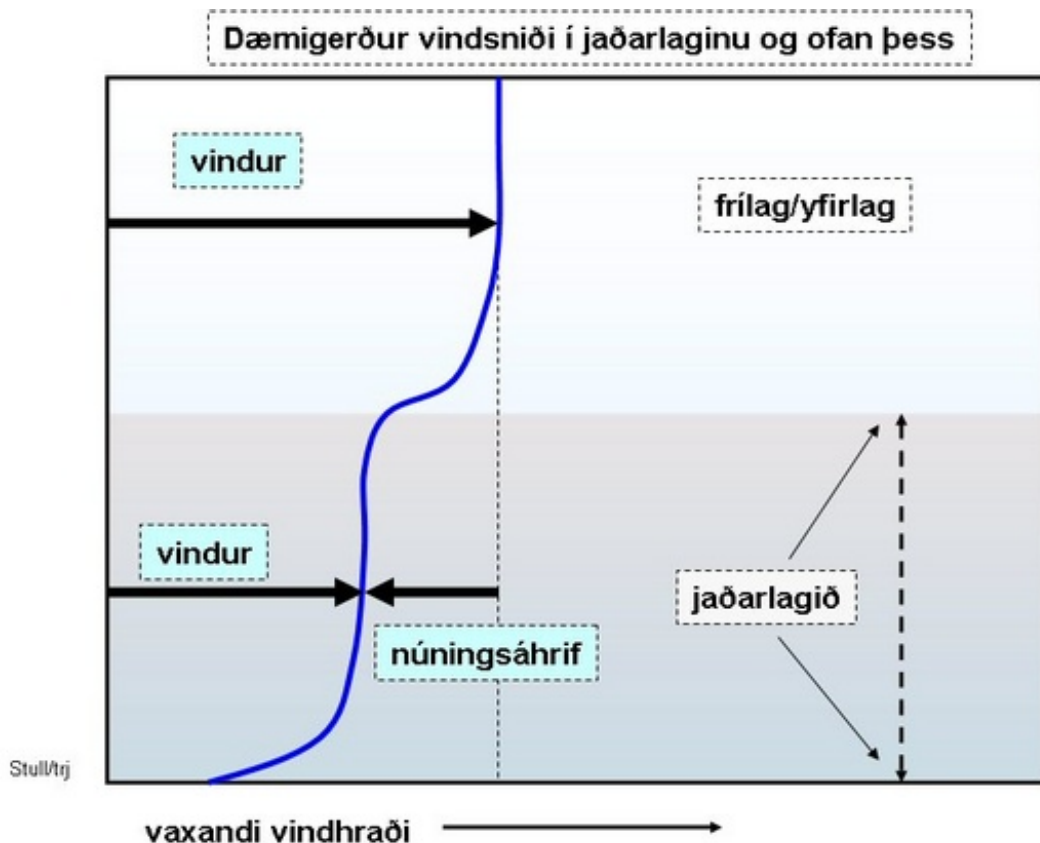 Dæmigerður vindsniði í jaðarlaginu og ofan þess
vindur
frílag/yfirlag
vindur
jaðarlagið
núningsáhrif
Stull/trj
vaxandi vindhraði